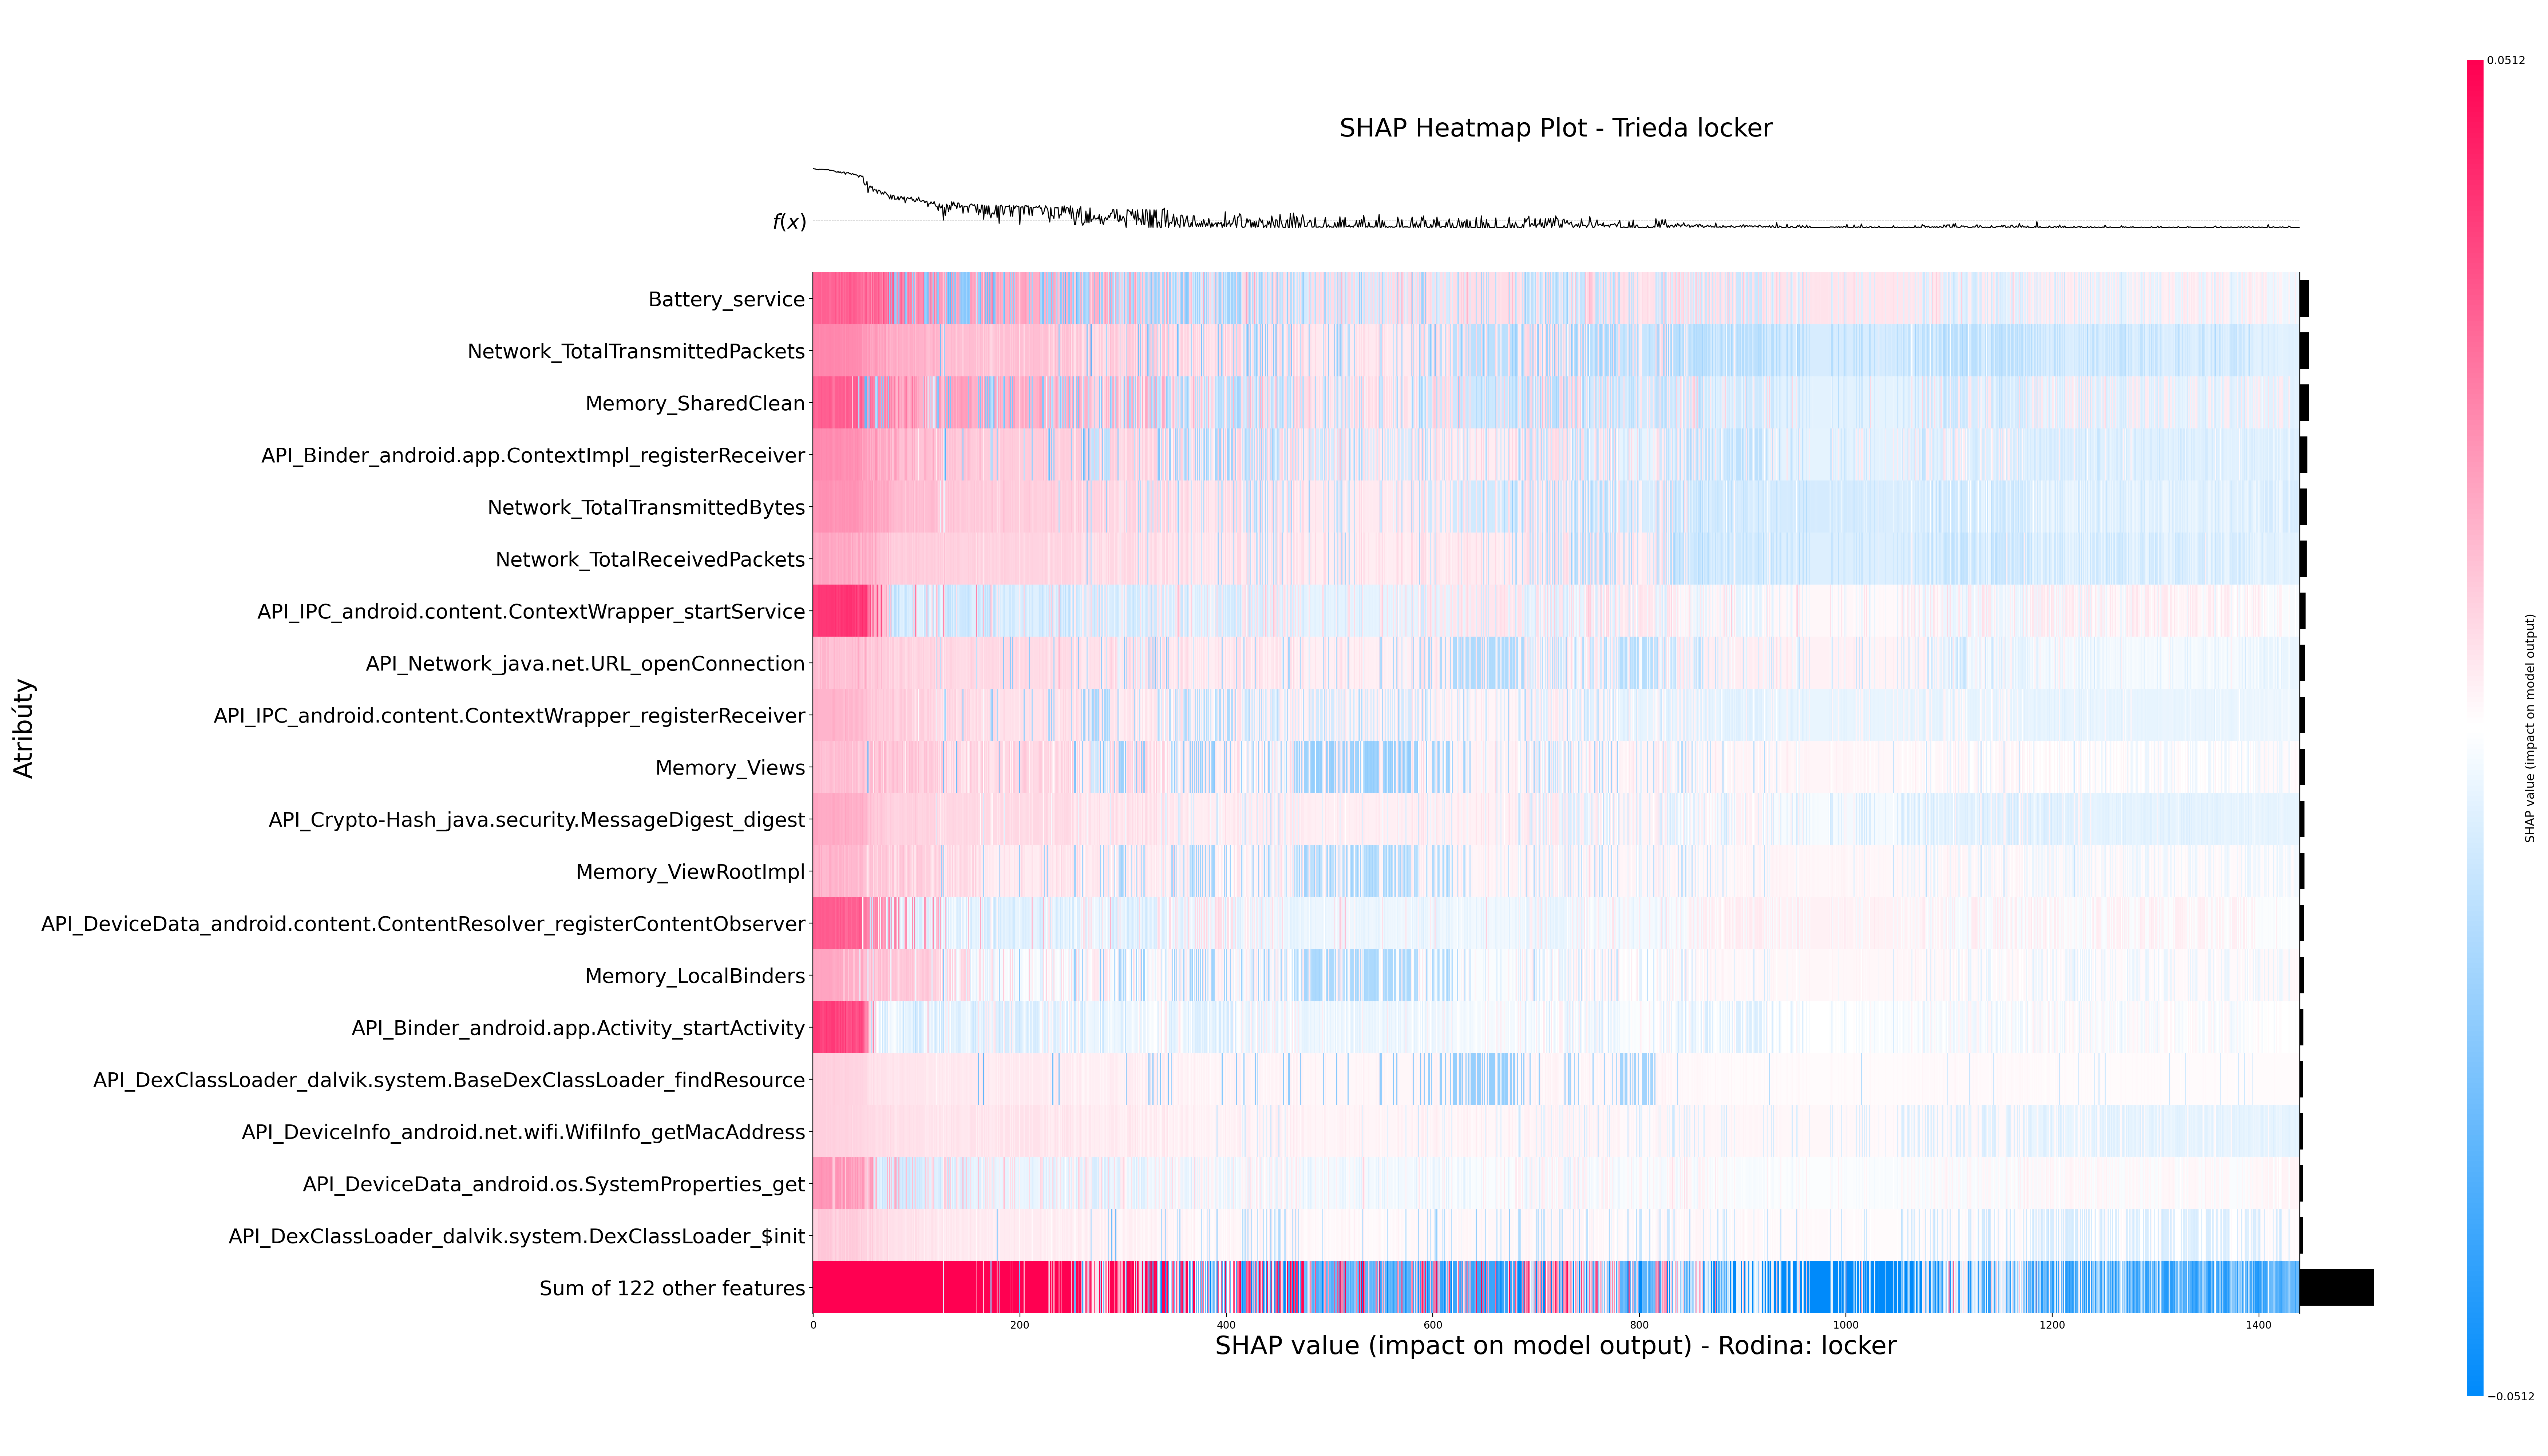 SHAP Heatmap Plot - Trieda locker
0.0512
f(x)
Battery_service
Network_TotalTransmittedPackets
Memory_SharedClean
API_Binder_android.app.ContextImpl_registerReceiver
Network_TotalTransmittedBytes
Network_TotalReceivedPackets
API_IPC_android.content.ContextWrapper_startService
API_Network_java.net.URL_openConnection
API_IPC_android.content.ContextWrapper_registerReceiver
Memory_Views
API_Crypto-Hash_java.security.MessageDigest_digest
Memory_ViewRootImpl
API_DeviceData_android.content.ContentResolver_registerContentObserver
Memory_LocalBinders
API_Binder_android.app.Activity_startActivity
API_DexClassLoader_dalvik.system.BaseDexClassLoader_findResource
API_DeviceInfo_android.net.wifi.WifiInfo_getMacAddress
API_DeviceData_android.os.SystemProperties_get
API_DexClassLoader_dalvik.system.DexClassLoader_$init
Sum of 122 other features
Atribúty
0 200 400 600 800 1000 1200 1400
SHAP value (impact on model output) - Rodina: locker
SHAP value (impact on model output)
−0.0512